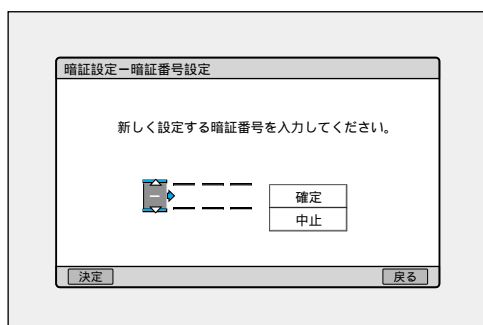 暗証設定ー暗証番号設定
新しく設定する暗証番号を入力してください。
確定
中止
決定
戻る